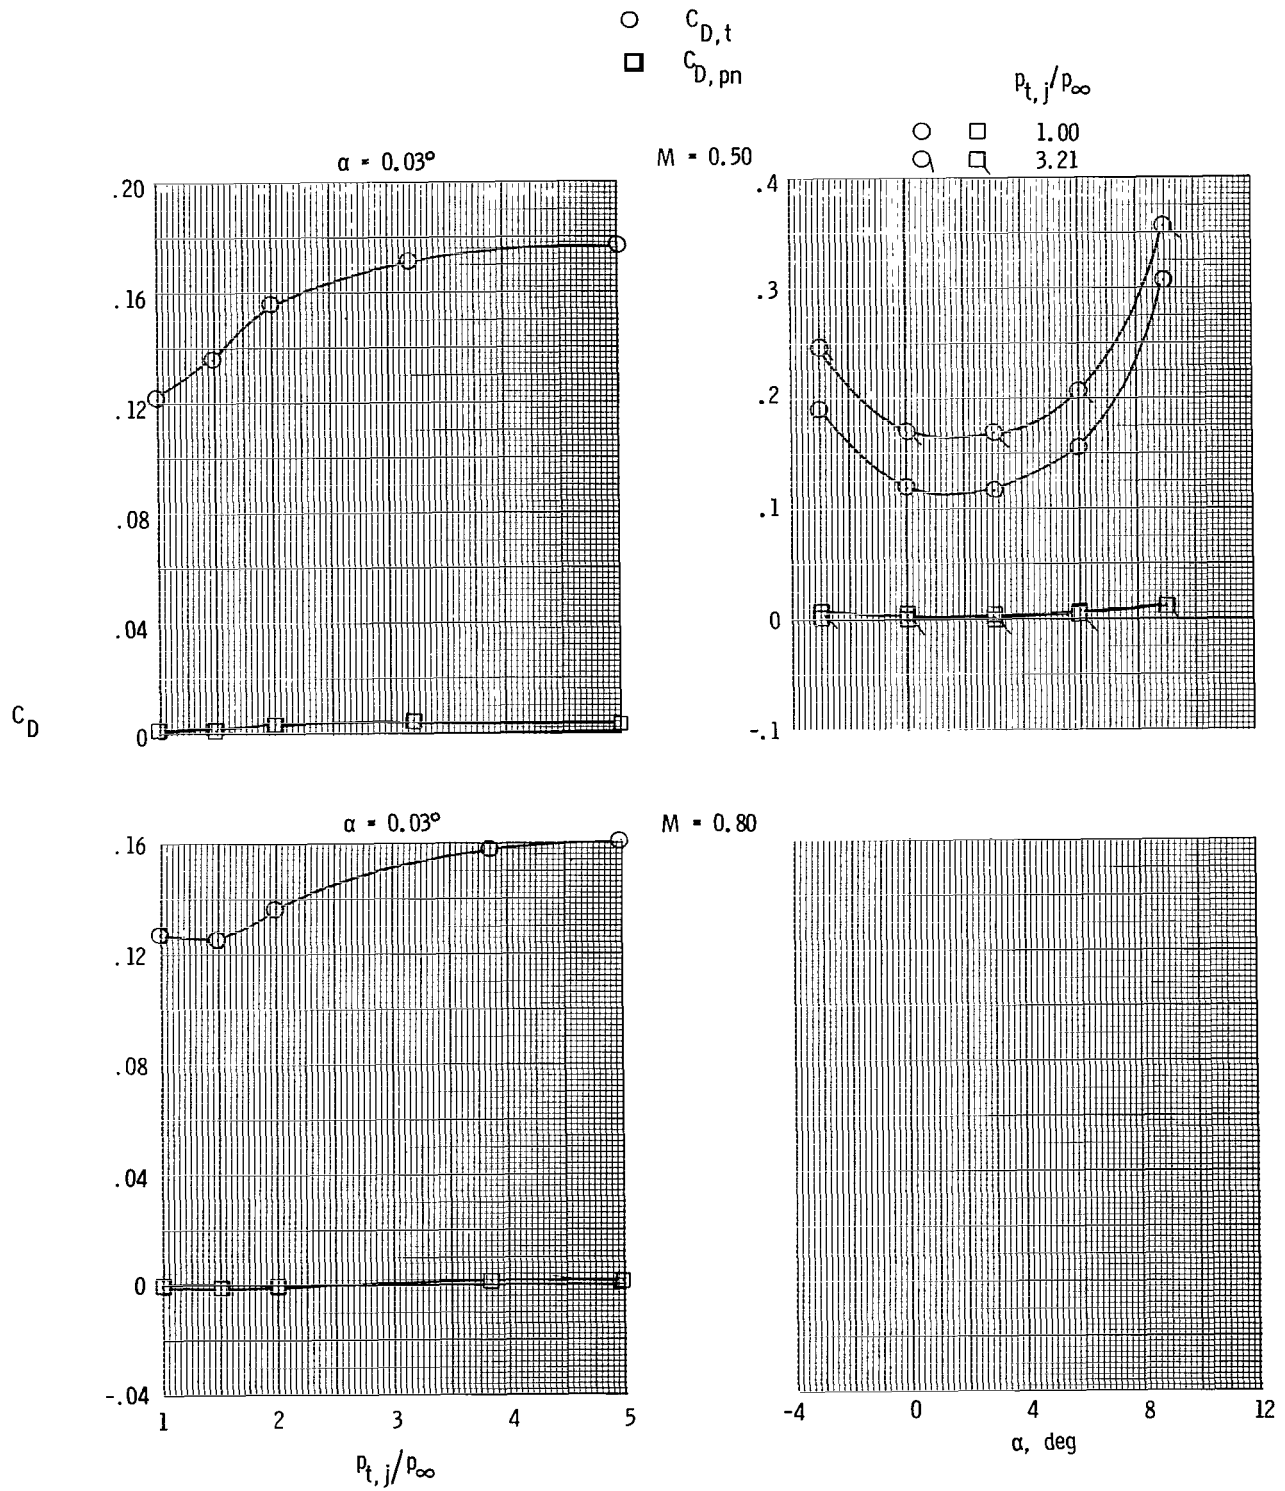 C_D,t
C_D,pn
p_t,j/p_∞
1.00
3.21
α = 0.03°
M = 0.50
.20
.16
.12
.08
.04
0
.4
.3
.2
.1
0
-.1
C_D
α = 0.03°
M = 0.80
.16
.12
.08
.04
0
-.04
1 2 3 4 5
p_t,j/p_∞
-4 0 4 8 12
α, deg